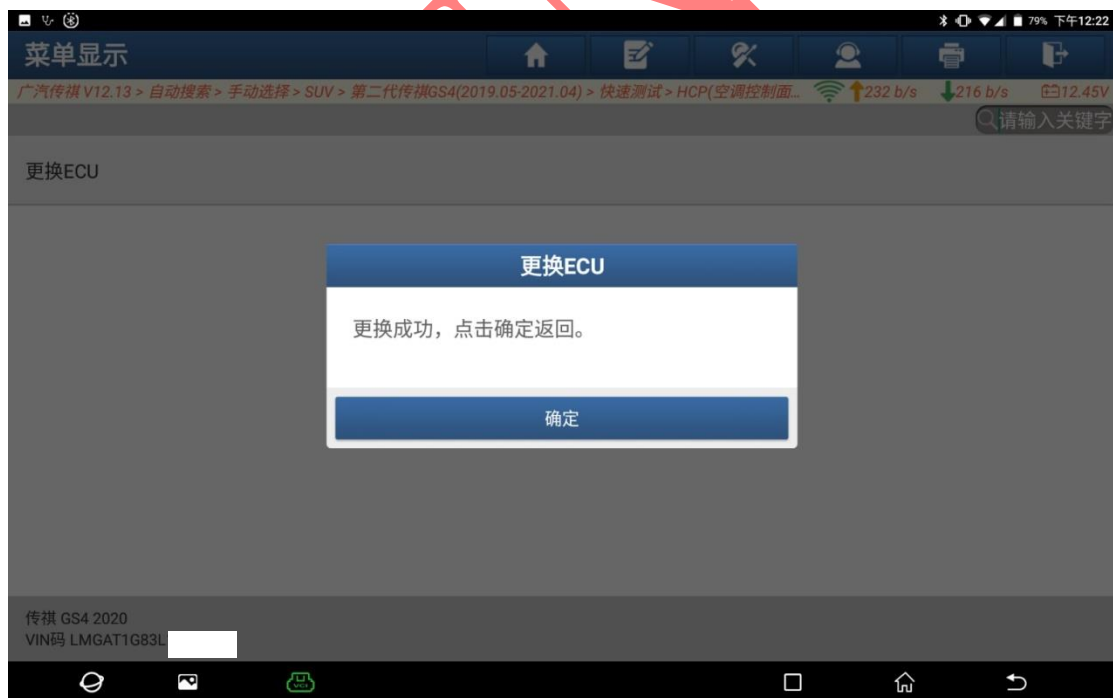 79% 下午12:22
菜单显示
广汽传祺 V12.13 > 自动搜索 > 手动选择 > SUV > 第二代传祺GS4(2019.05-2021.04) > 快速测试 > HCP(空调控制面... 232 b/s 216 b/s 12.45V
请输入关键字
更换ECU
更换ECU
更换成功，点击确定返回。
确定
传祺 GS4 2020
VIN码 LMGAT1G83L
VCI